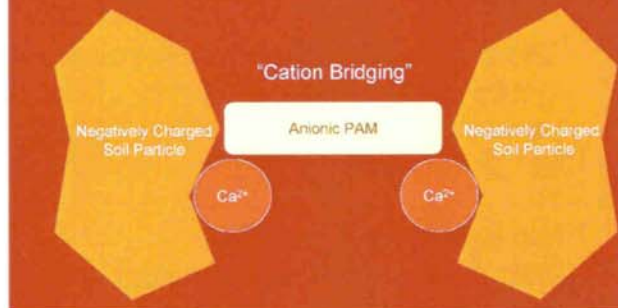 "Cation Bridging"
Negatively Charged
Soil Particle
Anionic PAM
Negatively Charged
Soil Particle
Ca²⁺
Ca²⁺